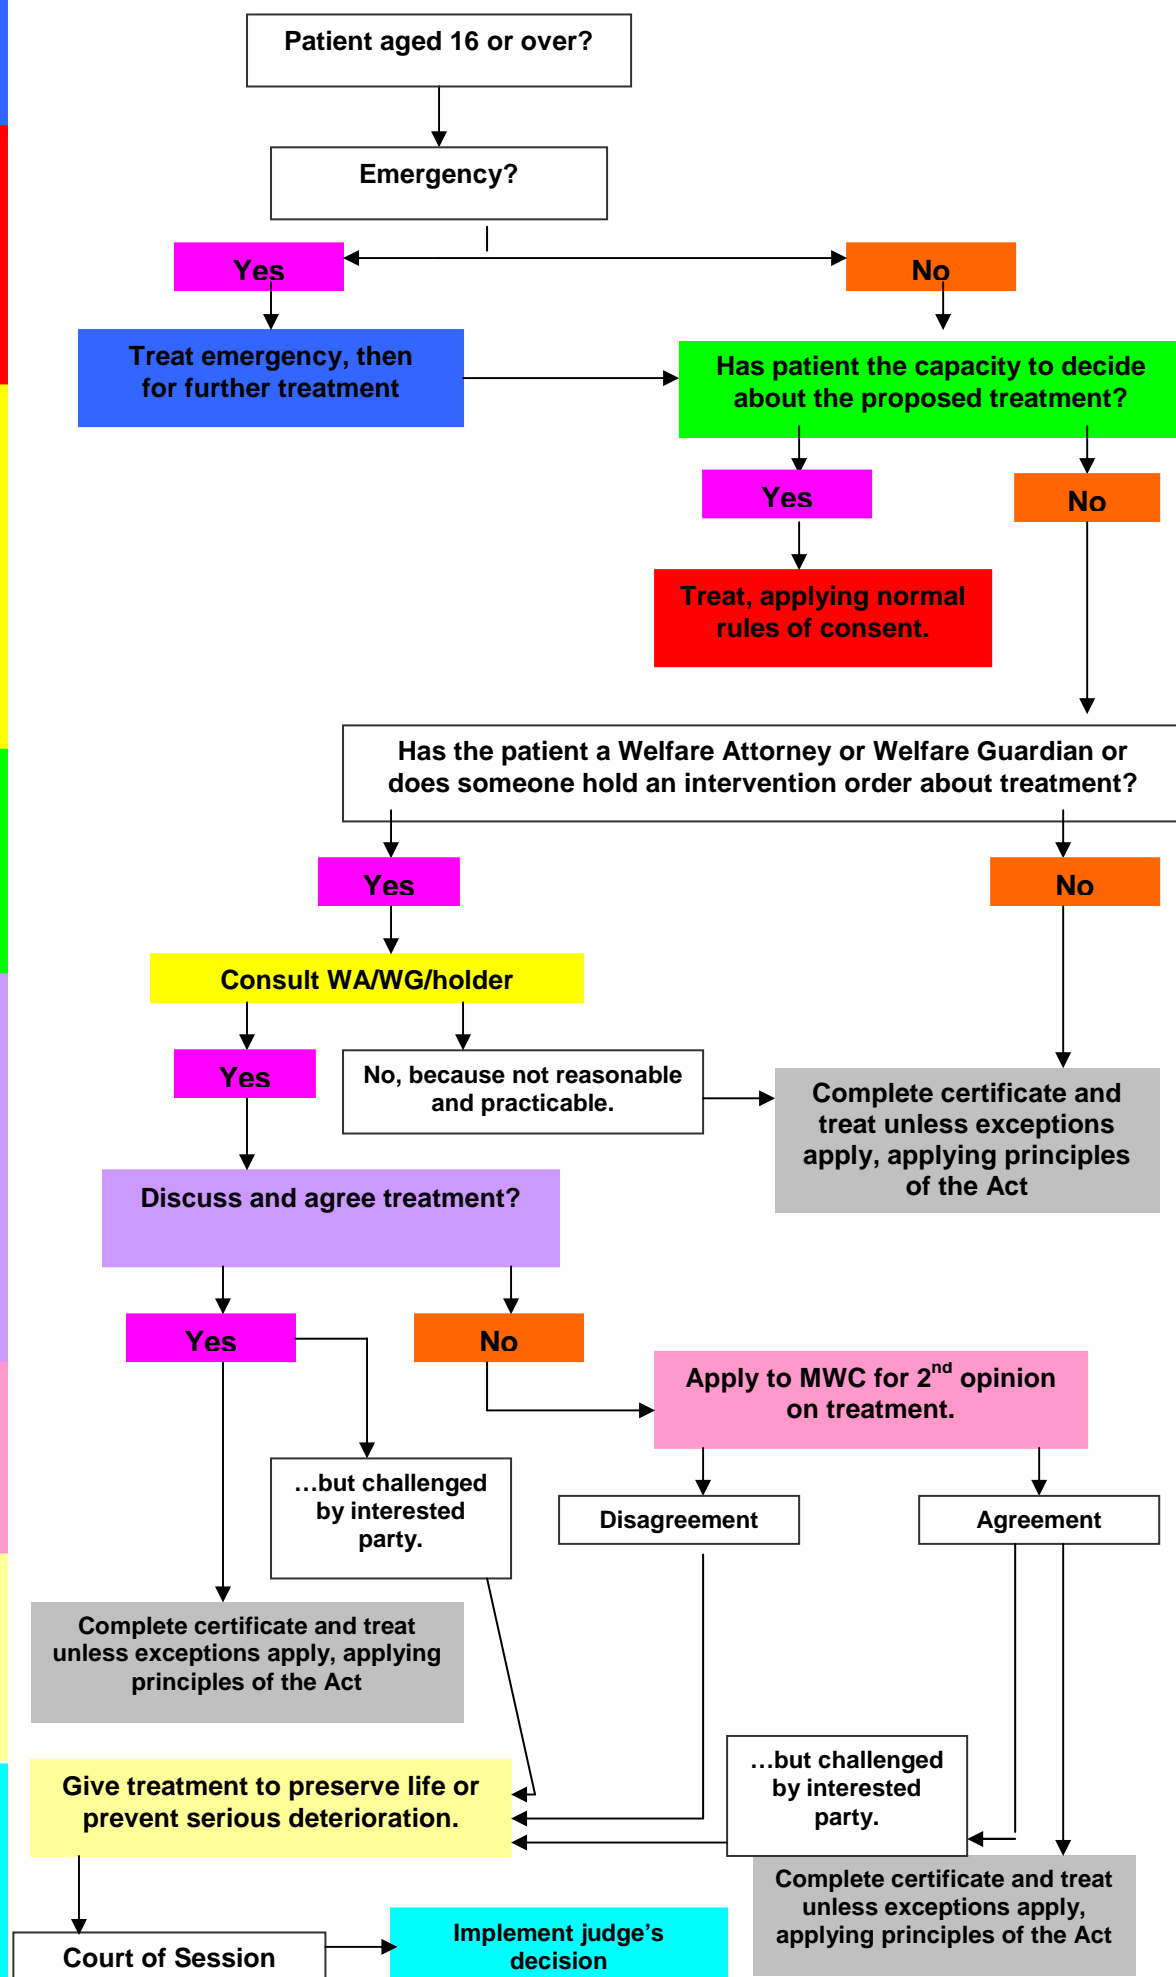 Patient aged 16 or over?
Emergency?
Yes
No
Treat emergency, then
for further treatment
Has patient the capacity to decide
about the proposed treatment?
Yes
No
Treat, applying normal
rules of consent.
Has the patient a Welfare Attorney or Welfare Guardian or
does someone hold an intervention order about treatment?
Yes
No
Consult WA/WG/holder
Yes
No, because not reasonable
and practicable.
Complete certificate and
treat unless exceptions
apply, applying principles
of the Act
Discuss and agree treatment?
Yes
No
Apply to MWC for 2nd opinion
on treatment.
…but challenged
by interested
party.
Disagreement
Agreement
Complete certificate and treat
unless exceptions apply, applying
principles of the Act
…but challenged
by interested
party.
Give treatment to preserve life or
prevent serious deterioration.
Complete certificate and treat
unless exceptions apply,
applying principles of the Act
Court of Session
Implement judge’s
decision